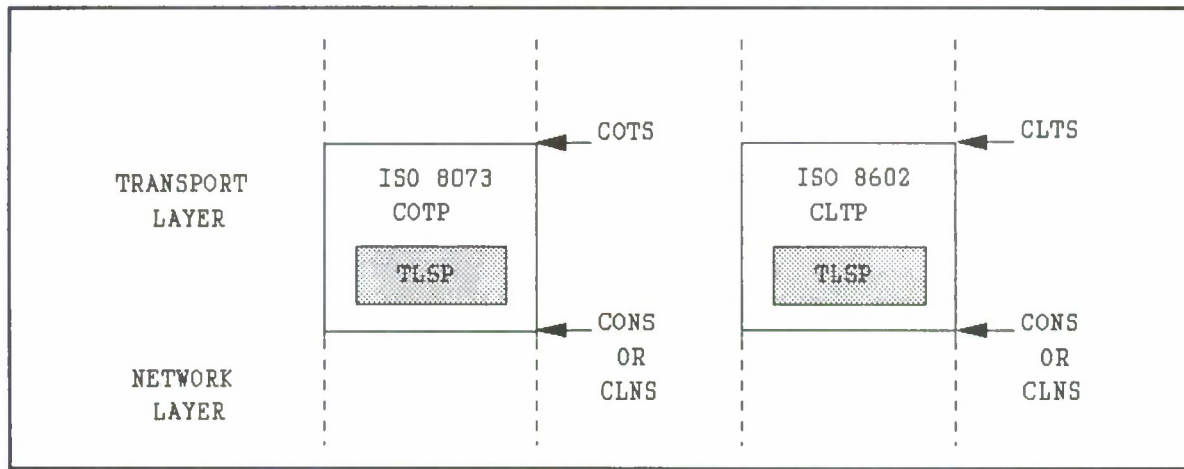 COTS
CLTS
TRANSPORT
LAYER
ISO 8073
COTP
ISO 8602
CLTP
TLSP
TLSP
CONS
OR
CLNS
CONS
OR
CLNS
NETWORK
LAYER